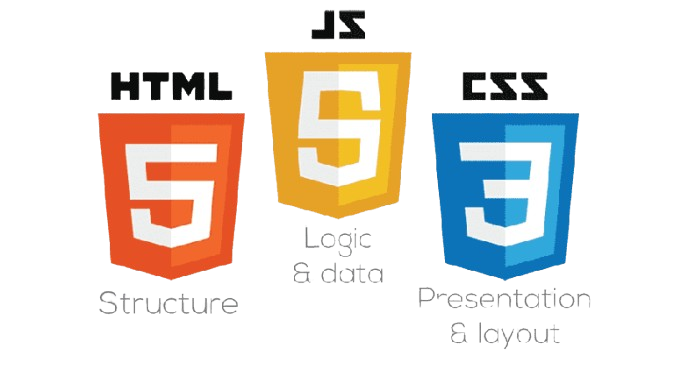 HTML
5
Structure
JS
5
Logic
& data
CSS
3
Presentation
& layout